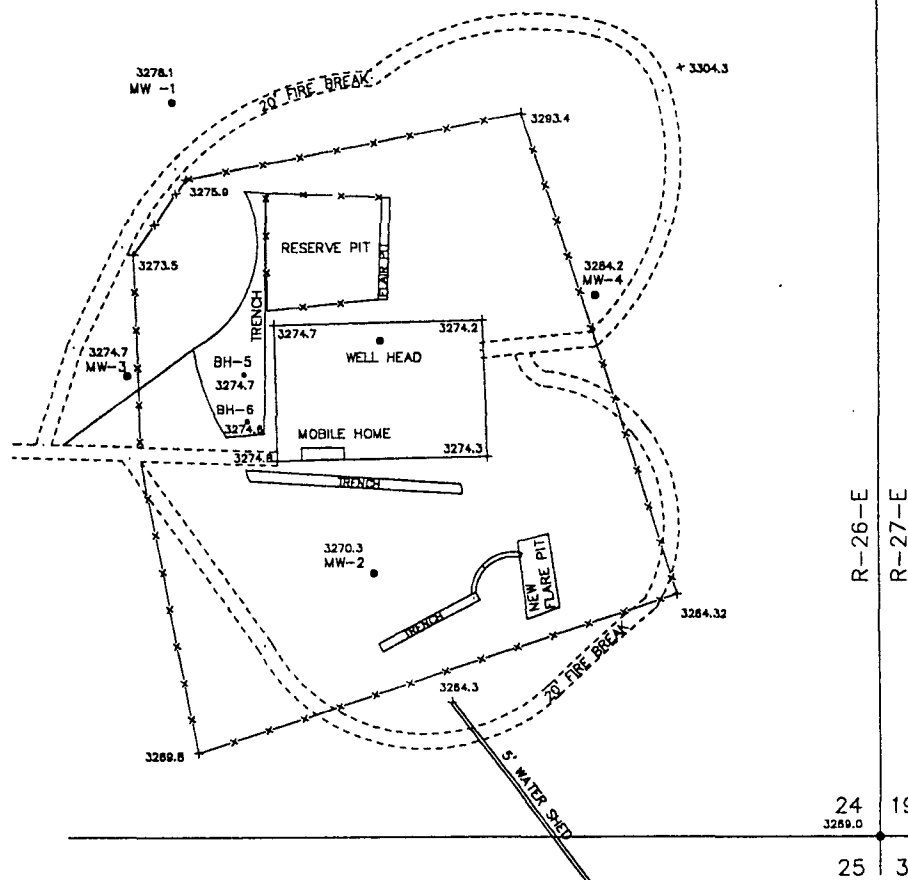 3304.3
3278.1
MW -1
20' FIRE BREAK
3293.4
3275.9
RESERVE PIT
FLAIR PIT
3273.5
3284.2
MW-4
TRENCH
3274.7
3274.2
WELL HEAD
3274.7
MW-3
BH-5
3274.7
BH-6
3274.6
MOBILE HOME
3274.3
TRENCH
R-26-E
R-27-E
3270.3
MW-2
NEW
FLARE PIT
TRENCH
3284.32
20' FIRE BREAK
3264.3
3269.6
5' WATER SHED
24
3269.0
25